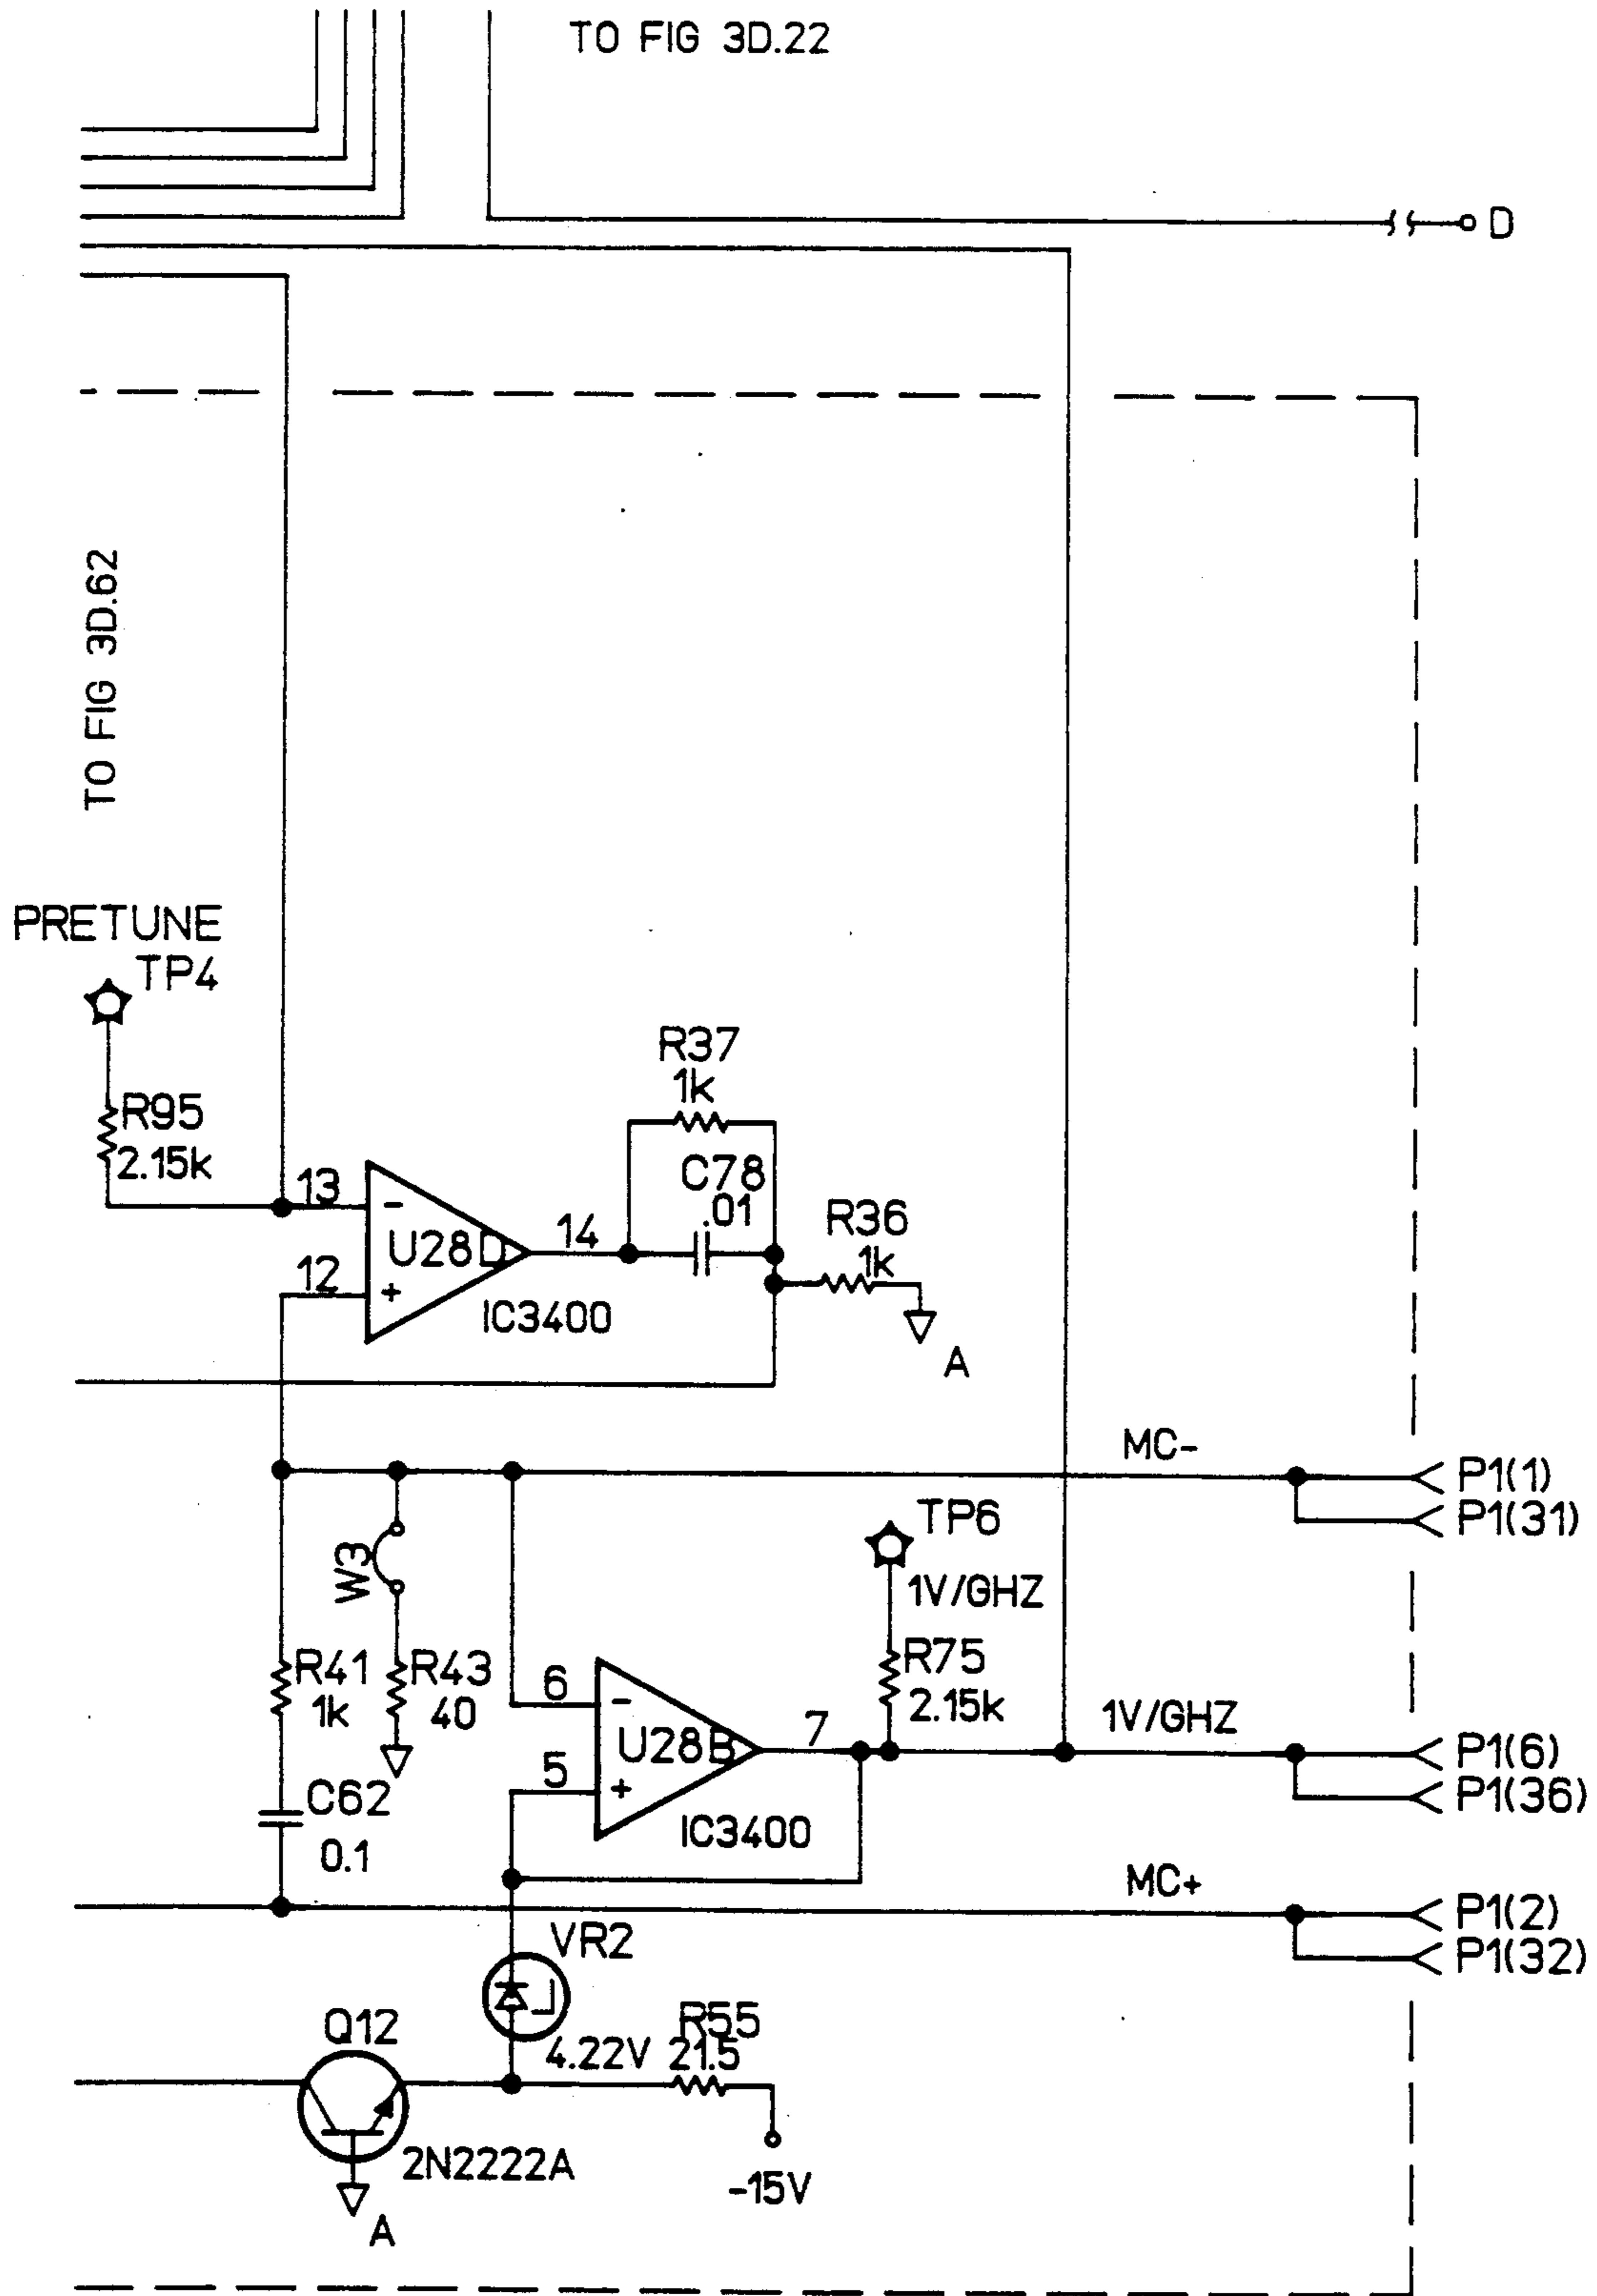 TO FIG 3D.22
D
TO FIG 3D.62
PRETUNE
TP4
R95
2.15k
R37
1k
C78
.01
R36
1k
A
13
-
12
+
U28D
14
IC3400
MC-
P1(1)
P1(31)
TP6
1V/GHZ
W3
R41
1k
R43
40
R75
2.15k
6
-
5
+
U28B
7
IC3400
1V/GHZ
P1(6)
P1(36)
C62
0.1
MC+
P1(2)
P1(32)
VR2
4.22V
R55
21.5
Q12
2N2222A
-15V
A